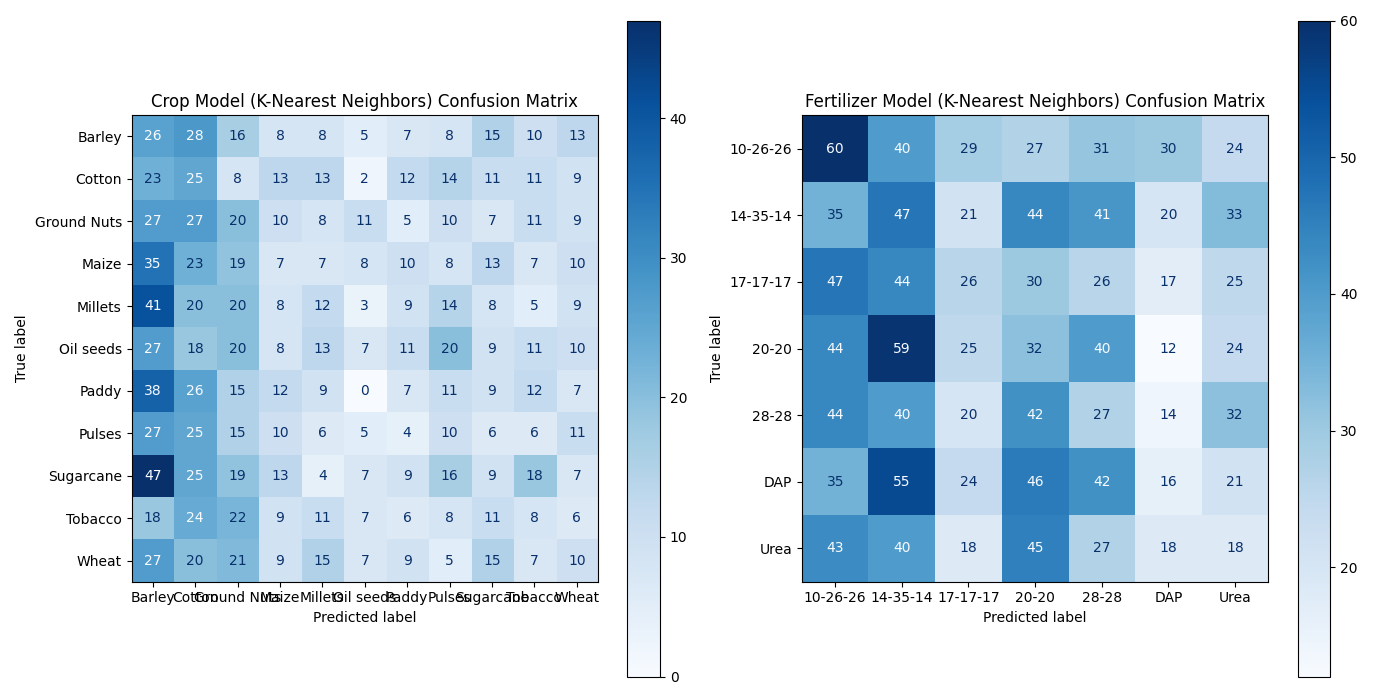 Crop Model (K-Nearest Neighbors) Confusion Matrix
True label
Barley 26 28 16 8 8 5 7 8 15 10 13
Cotton 23 25 8 13 13 2 12 14 11 11 9
Ground Nuts 27 27 20 10 8 11 5 10 7 11 9
Maize 35 23 19 7 7 8 10 8 13 7 10
Millets 41 20 20 8 12 3 9 14 8 5 9
Oil seeds 27 18 20 8 13 7 11 20 9 11 10
Paddy 38 26 15 12 9 0 7 11 9 12 7
Pulses 27 25 15 10 6 5 4 10 6 6 11
Sugarcane 47 25 19 13 4 7 9 16 9 18 7
Tobacco 18 24 22 9 11 7 6 8 11 8 6
Wheat 27 20 21 9 15 7 9 5 15 7 10
Barley Cotton Ground Nuts Maize Millets Oil seeds Paddy Pulses Sugarcane Tobacco Wheat
Predicted label
40
30
20
10
0
Fertilizer Model (K-Nearest Neighbors) Confusion Matrix
True label
10-26-26 60 40 29 27 31 30 24
14-35-14 35 47 21 44 41 20 33
17-17-17 47 44 26 30 26 17 25
20-20 44 59 25 32 40 12 24
28-28 44 40 20 42 27 14 32
DAP 35 55 24 46 42 16 21
Urea 43 40 18 45 27 18 18
10-26-26 14-35-14 17-17-17 20-20 28-28 DAP Urea
Predicted label
60
50
40
30
20